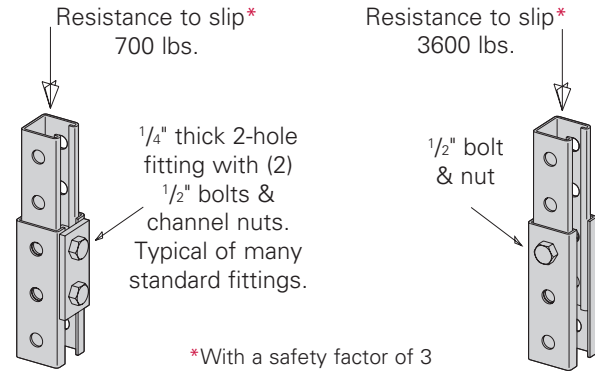 Resistance to slip*
700 lbs.
Resistance to slip*
3600 lbs.
1/4" thick 2-hole
fitting with (2)
1/2" bolts &
channel nuts.
Typical of many
standard fittings.
1/2" bolt
& nut
*With a safety factor of 3